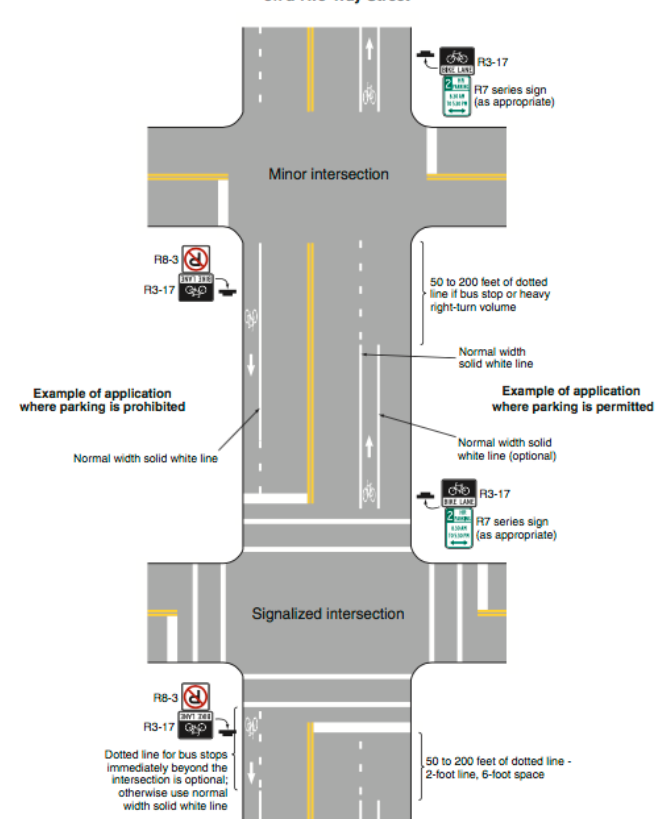 R3-17
BIKE LANE
R7 series sign
(as appropriate)
2
Minor intersection
R8-3
BIKE LANE
R3-17
50 to 200 feet of dotted
line if bus stop or heavy
right-turn volume
Normal width
solid white line
Example of application
where parking is prohibited
Example of application
where parking is permitted
Normal width solid white line
Normal width solid
white line (optional)
R3-17
BIKE LANE
2
R7 series sign
(as appropriate)
Signalized intersection
R8-3
BIKE LANE
R3-17
Dotted line for bus stops
immediately beyond the
intersection is optional;
otherwise use normal
width solid white line
50 to 200 feet of dotted line -
2-foot line, 6-foot space